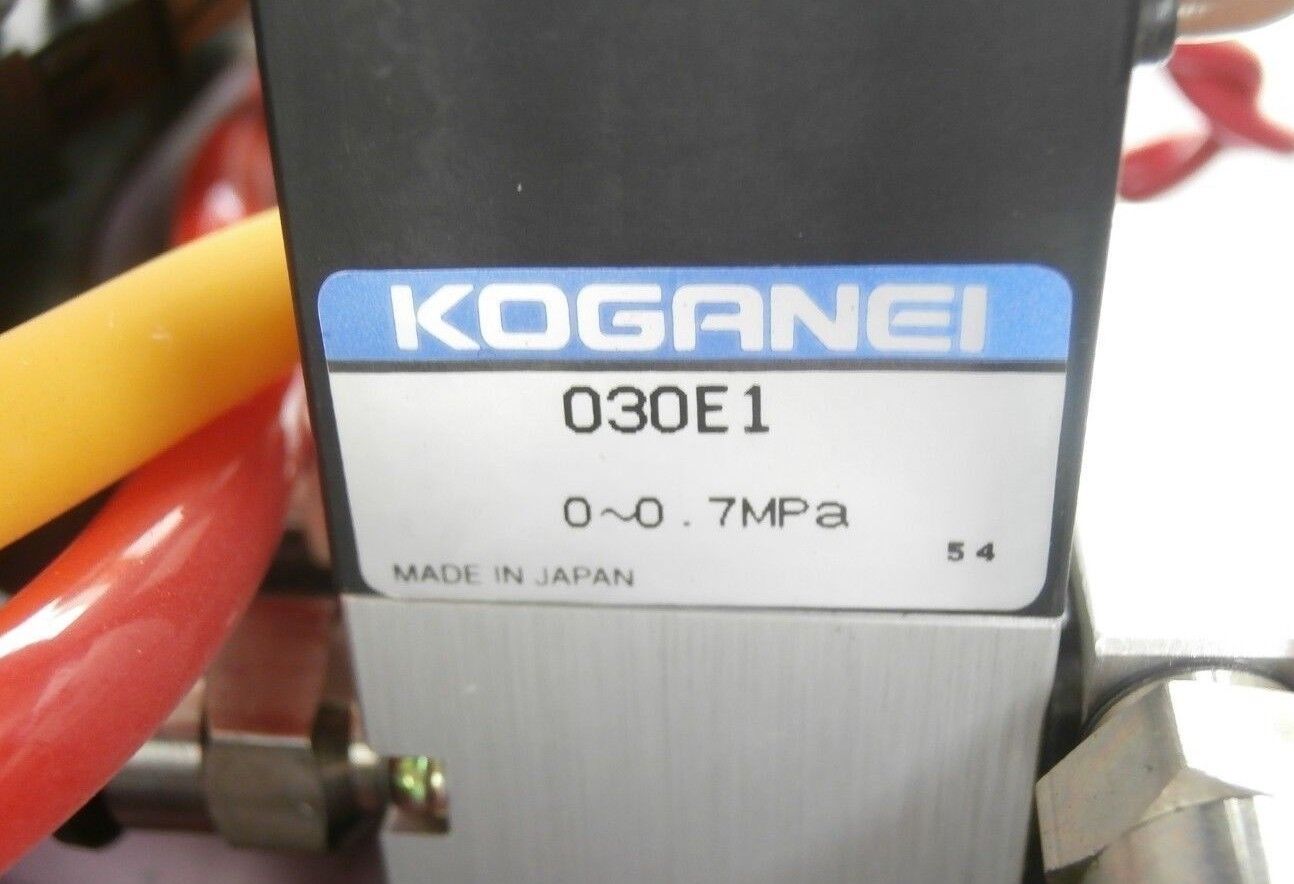 KOGANEI
030E1
0~0.7MPa
54
MADE IN JAPAN